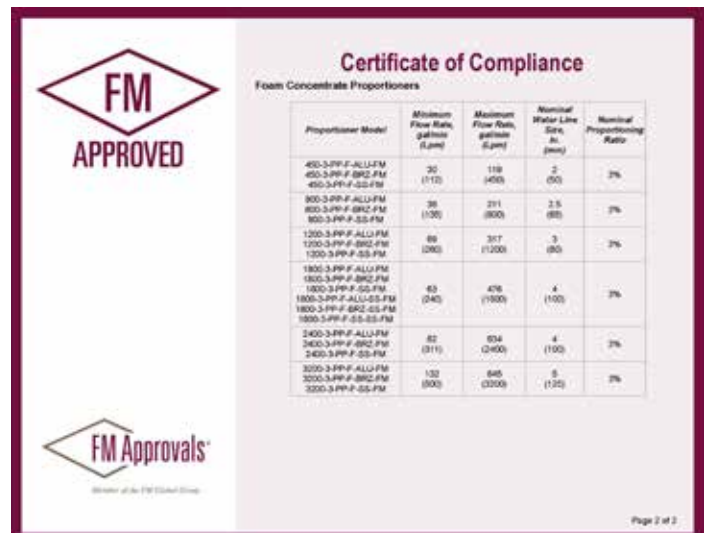 FM
APPROVED
Certificate of Compliance
Foam Concentrate Proportioners
Proportioner Model
Minimum Flow Rate, gal/min (Lpm)
Maximum Flow Rate, gal/min (Lpm)
Nominal Water Line Size, In. (mm)
Nominal Proportioning Ratio
450-3-PP-F-ALU-FM
450-3-PP-F-BRZ-FM
450-3-PP-F-SS-FM
30 (112)
119 (450)
2 (50)
3%
800-3-PP-F-ALU-FM
800-3-PP-F-BRZ-FM
800-3-PP-F-SS-FM
211 (800)
2.5 (65)
3%
1200-3-PP-F-ALU-FM
1200-3-PP-F-BRZ-FM
1200-3-PP-F-SS-FM
317 (1200)
3 (80)
3%
1800-3-PP-F-ALU-FM
1800-3-PP-F-BRZ-FM
1800-3-PP-F-SS-FM
1800-3-PP-F-ALU-SS-FM
1800-3-PP-F-BRZ-SS-FM
1800-3-PP-F-SS-SS-FM
63 (240)
476 (1800)
4 (100)
3%
2400-3-PP-F-ALU-FM
2400-3-PP-F-BRZ-FM
2400-3-PP-F-SS-FM
82 (311)
634 (2400)
4 (100)
3%
3200-3-PP-F-ALU-FM
3200-3-PP-F-BRZ-FM
3200-3-PP-F-SS-FM
132 (500)
845 (3200)
5 (125)
3%
FM Approvals
Member of the FM Global Group
Page 2 of 2